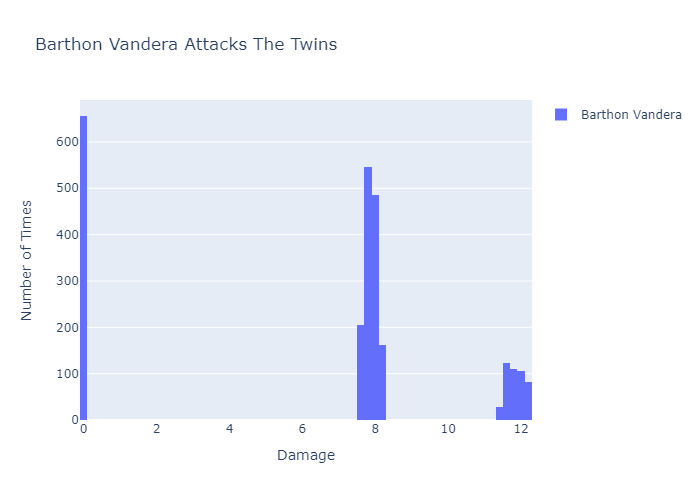 Barthon Vandera Attacks The Twins
Barthon Vandera
Number of Times
600
500
400
300
200
100
0
0 2 4 6 8 10 12
Damage